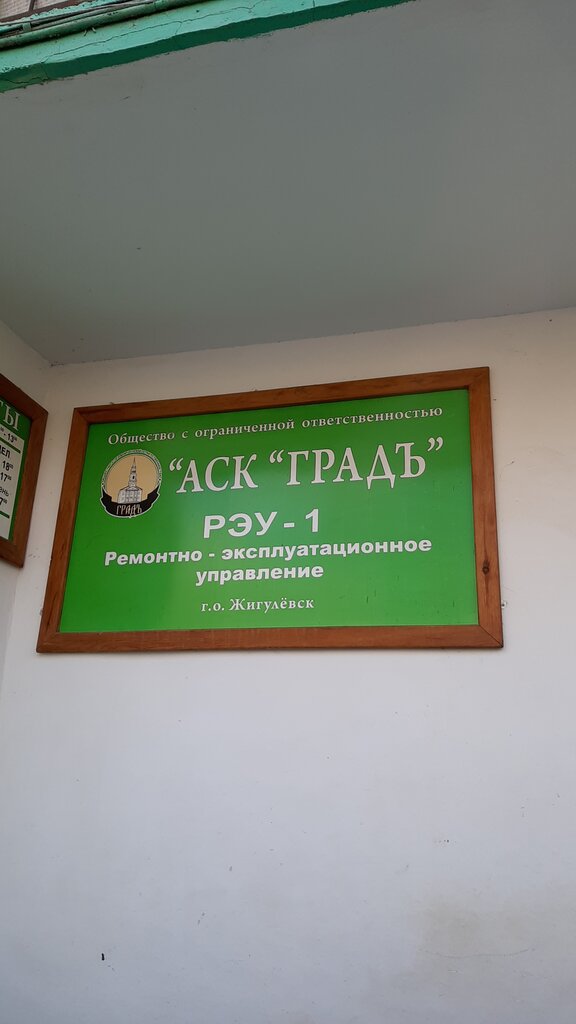 Общество с ограниченной ответственностью
“АСК “ГРАДЪ”
ГРАДЪ
РЭУ - 1
Ремонтно - эксплуатационное
управление
г.о. Жигулёвск